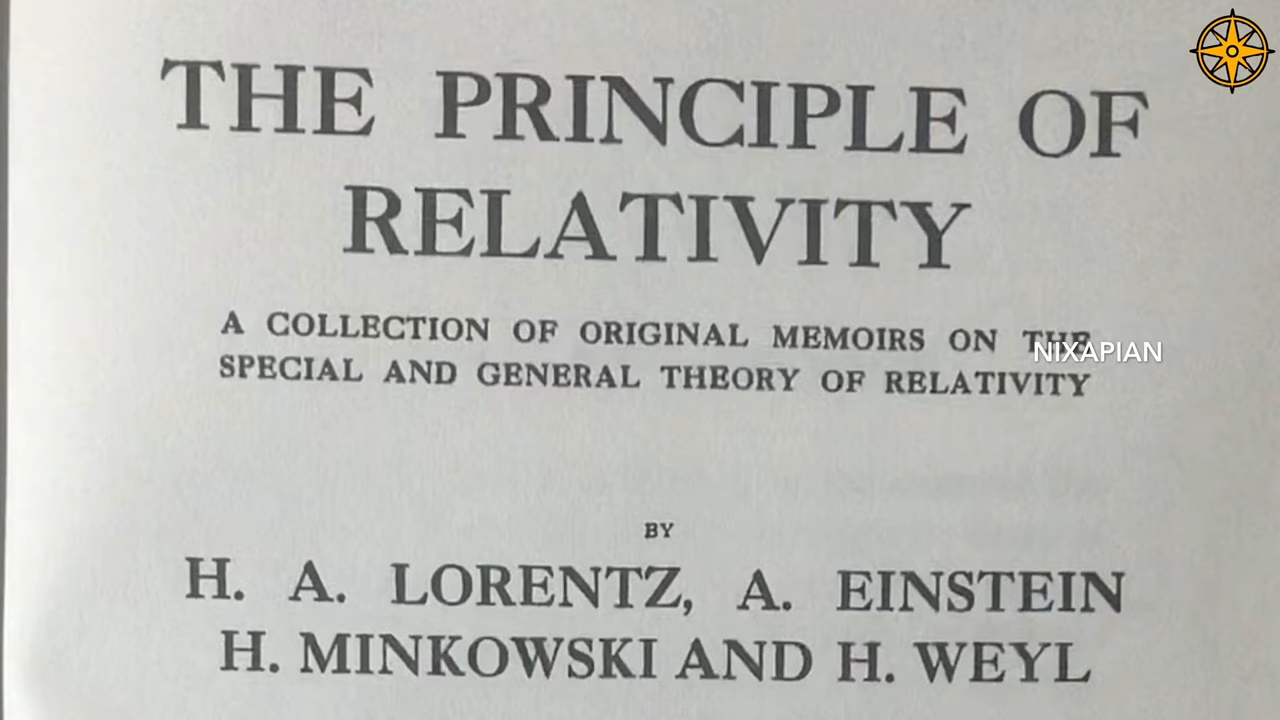 THE PRINCIPLE OF
RELATIVITY
A COLLECTION OF ORIGINAL MEMOIRS ON THE
NIXAPIAN
SPECIAL AND GENERAL THEORY OF RELATIVITY
BY
H. A. LORENTZ, A. EINSTEIN
H. MINKOWSKI AND H. WEYL